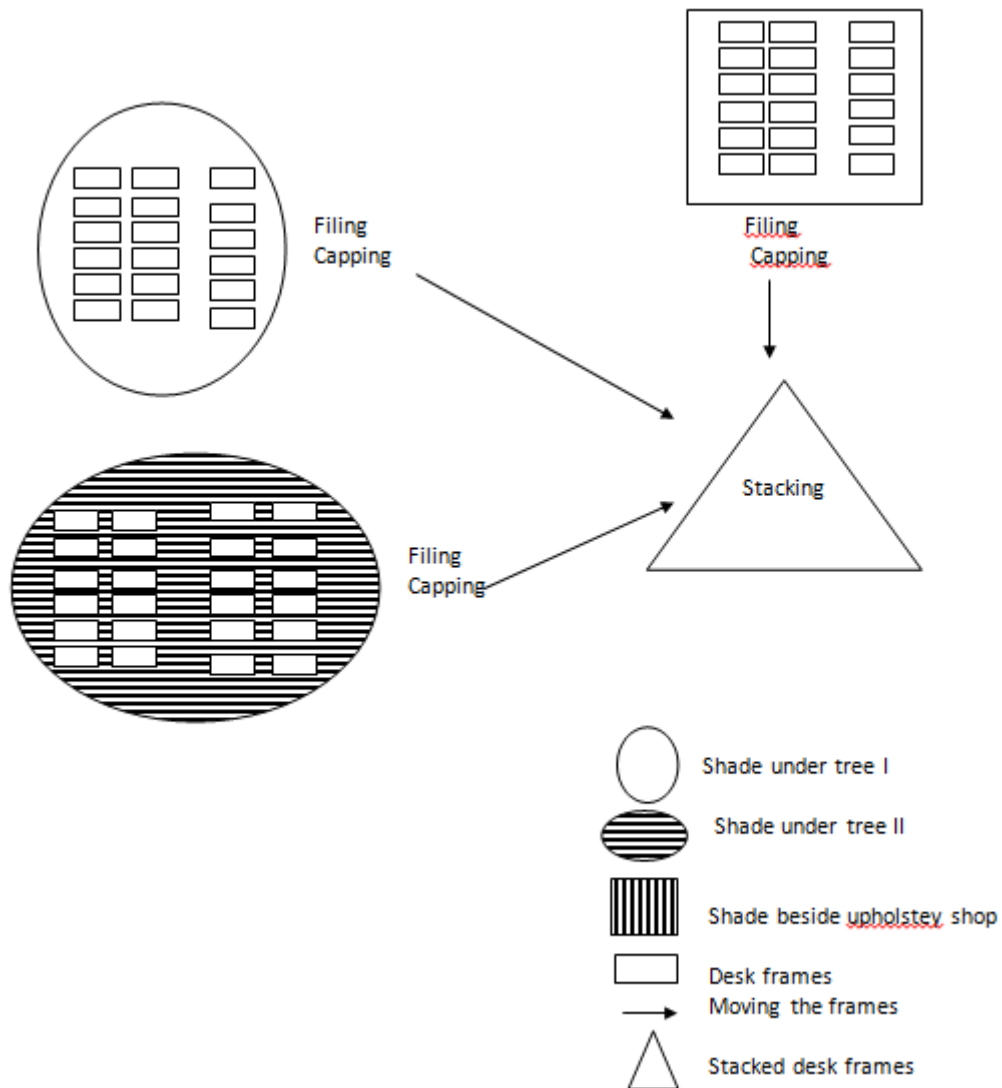 Filing
Capping
Filing
Capping
Stacking
Filing
Capping
Shade under tree I
Shade under tree II
Shade beside upholstey shop
Desk frames
Moving the frames
Stacked desk frames